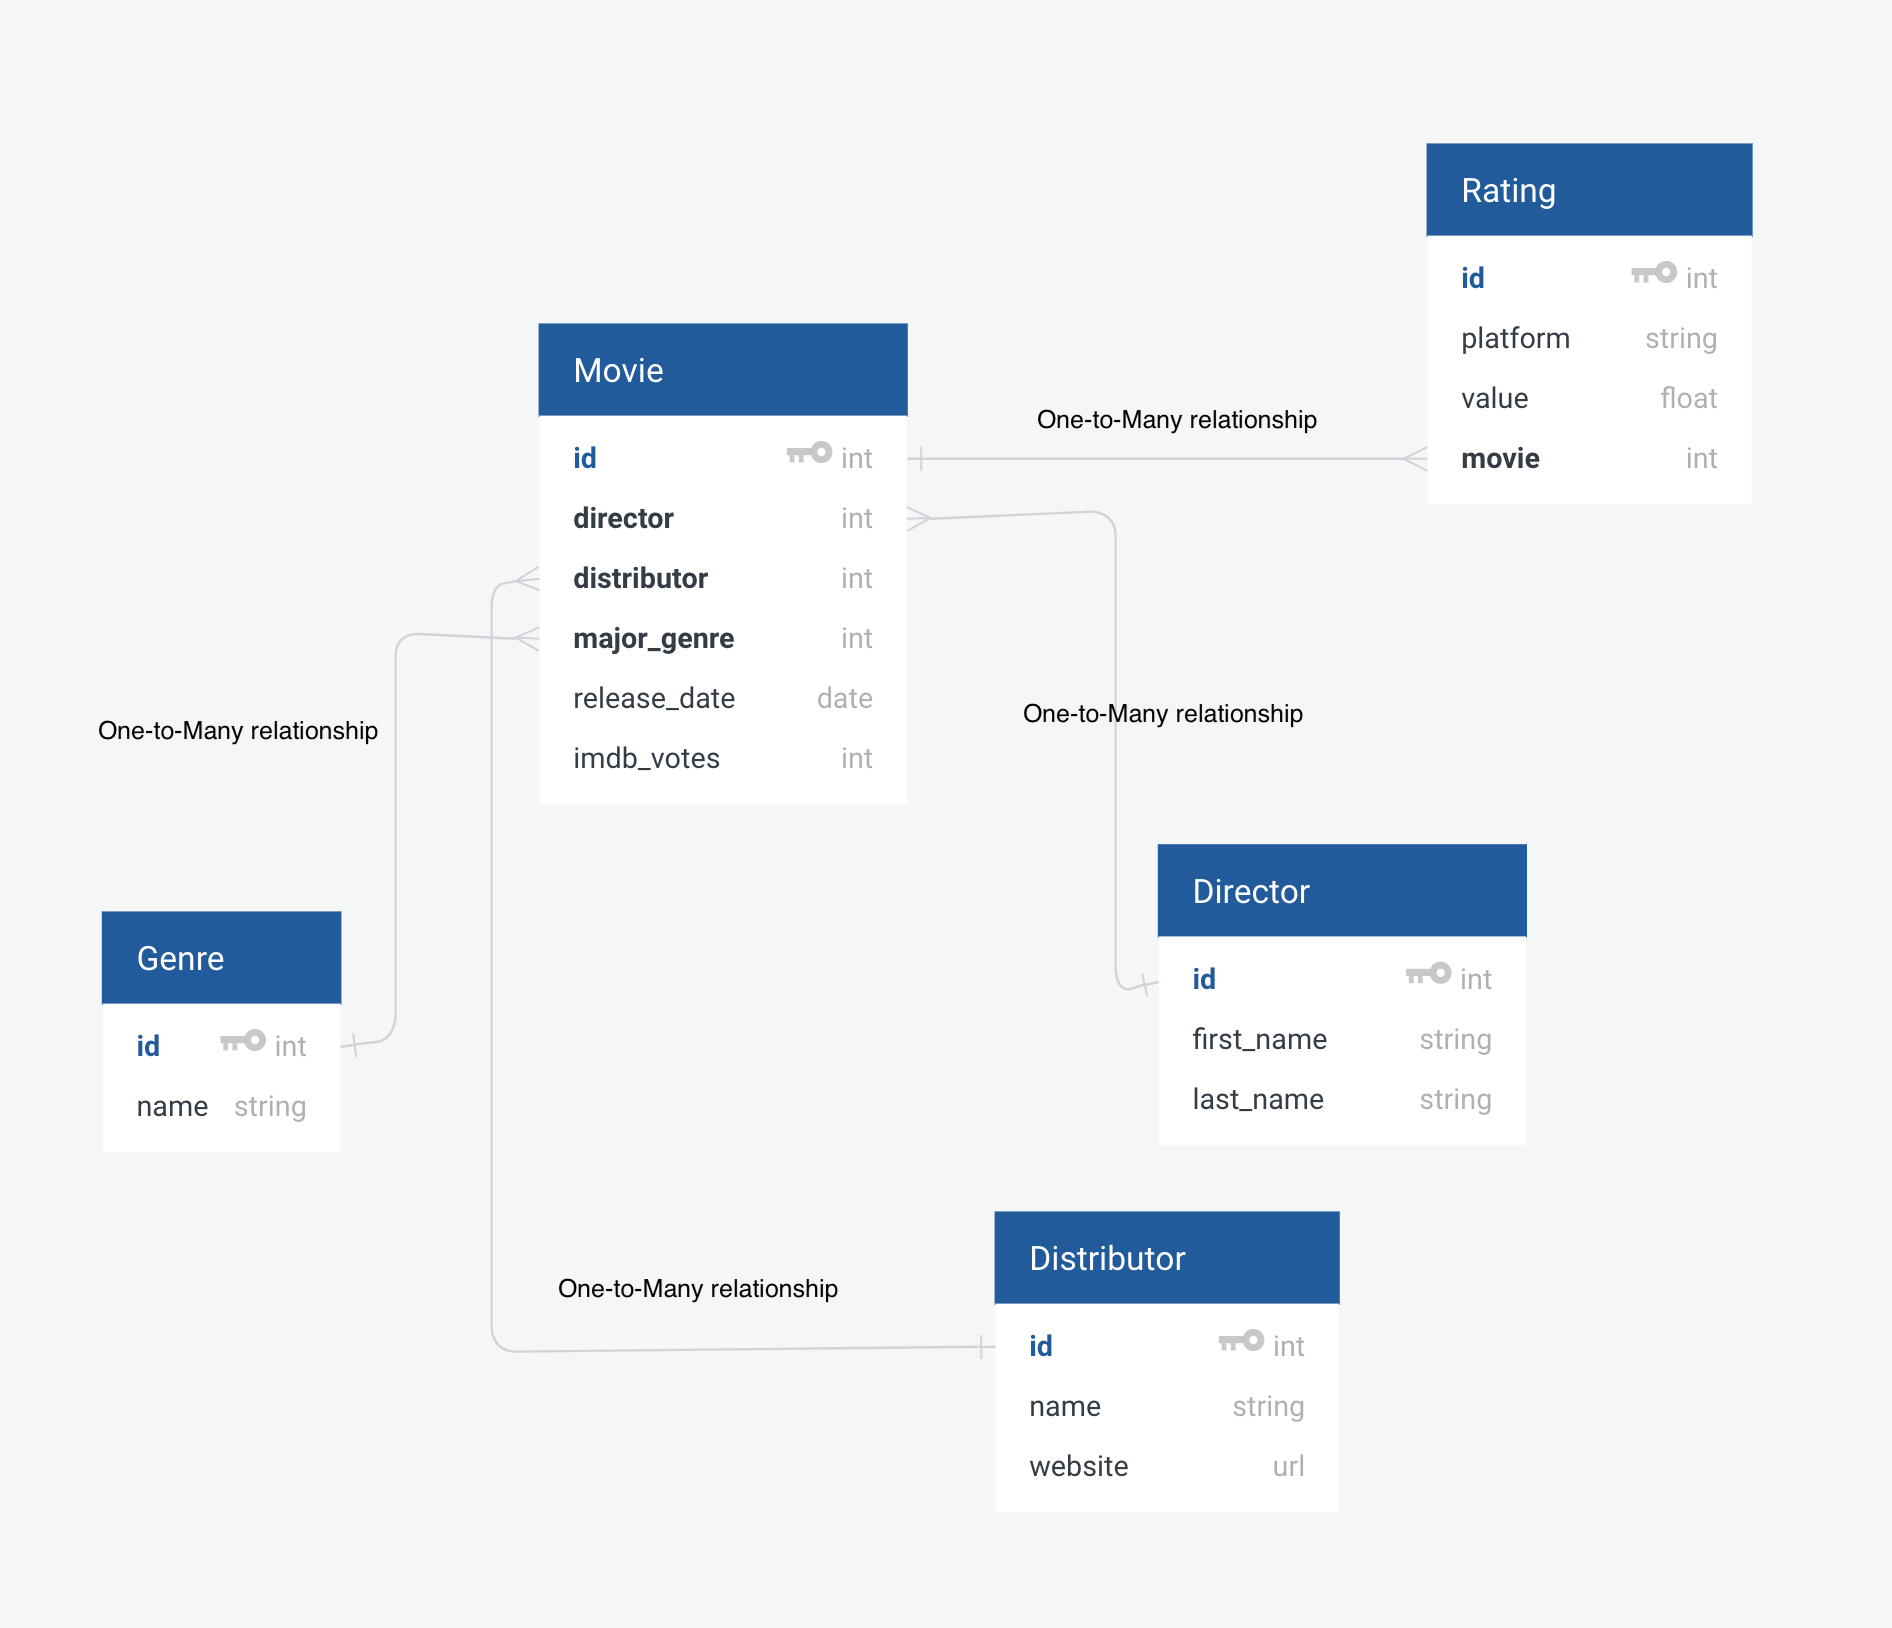 Rating
id int
platform string
value float
movie int
Movie
id int
director int
distributor int
major_genre int
release_date date
imdb_votes int
One-to-Many relationship
One-to-Many relationship
One-to-Many relationship
Director
id int
first_name string
last_name string
Genre
id int
name string
Distributor
id int
name string
website url
One-to-Many relationship